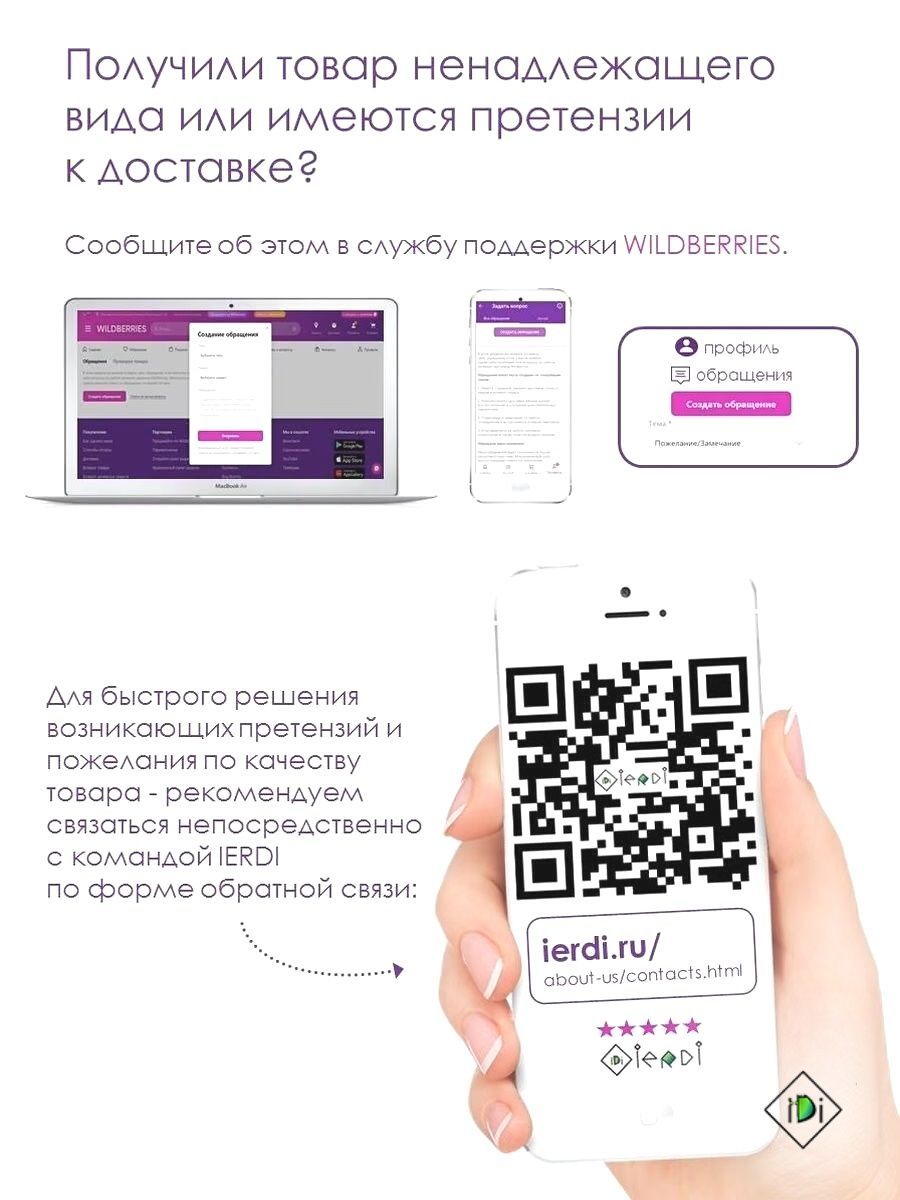 Получили товар ненадлежащего
вида или имеются претензии
к доставке?
Сообщите об этом в службу поддержки WILDBERRIES.
WILDBERRIES
Создание обращения
Обращения
Создать обращение
MacBook Air
Задать вопрос
Создать обращение
профиль
обращения
Создать обращение
Тема *
Пожелание/Замечание
Для быстрого решения
возникающих претензий и
пожелания по качеству
товара - рекомендуем
связаться непосредственно
с командой IERDI
по форме обратной связи:
iDi iERDi
ierdi.ru/
about-us/contacts.html
iDi iERDi
iDi